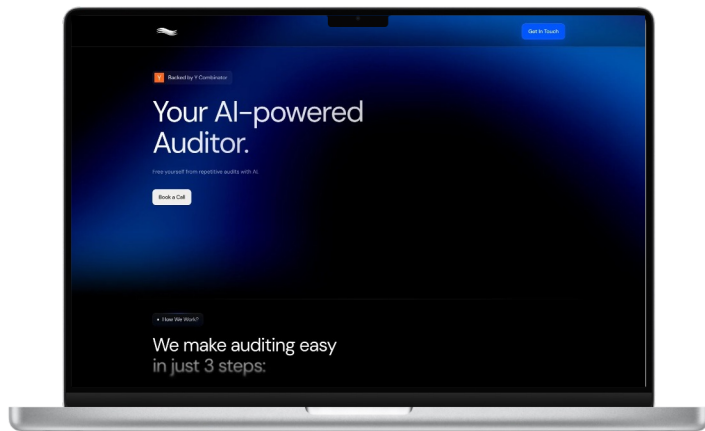 Get In Touch
Y Backed by Y Combinator
Your AI-powered
Auditor.
Free yourself from repetitive audits with AI.
Book a Call
How We Work?
We make auditing easy
in just 3 steps: